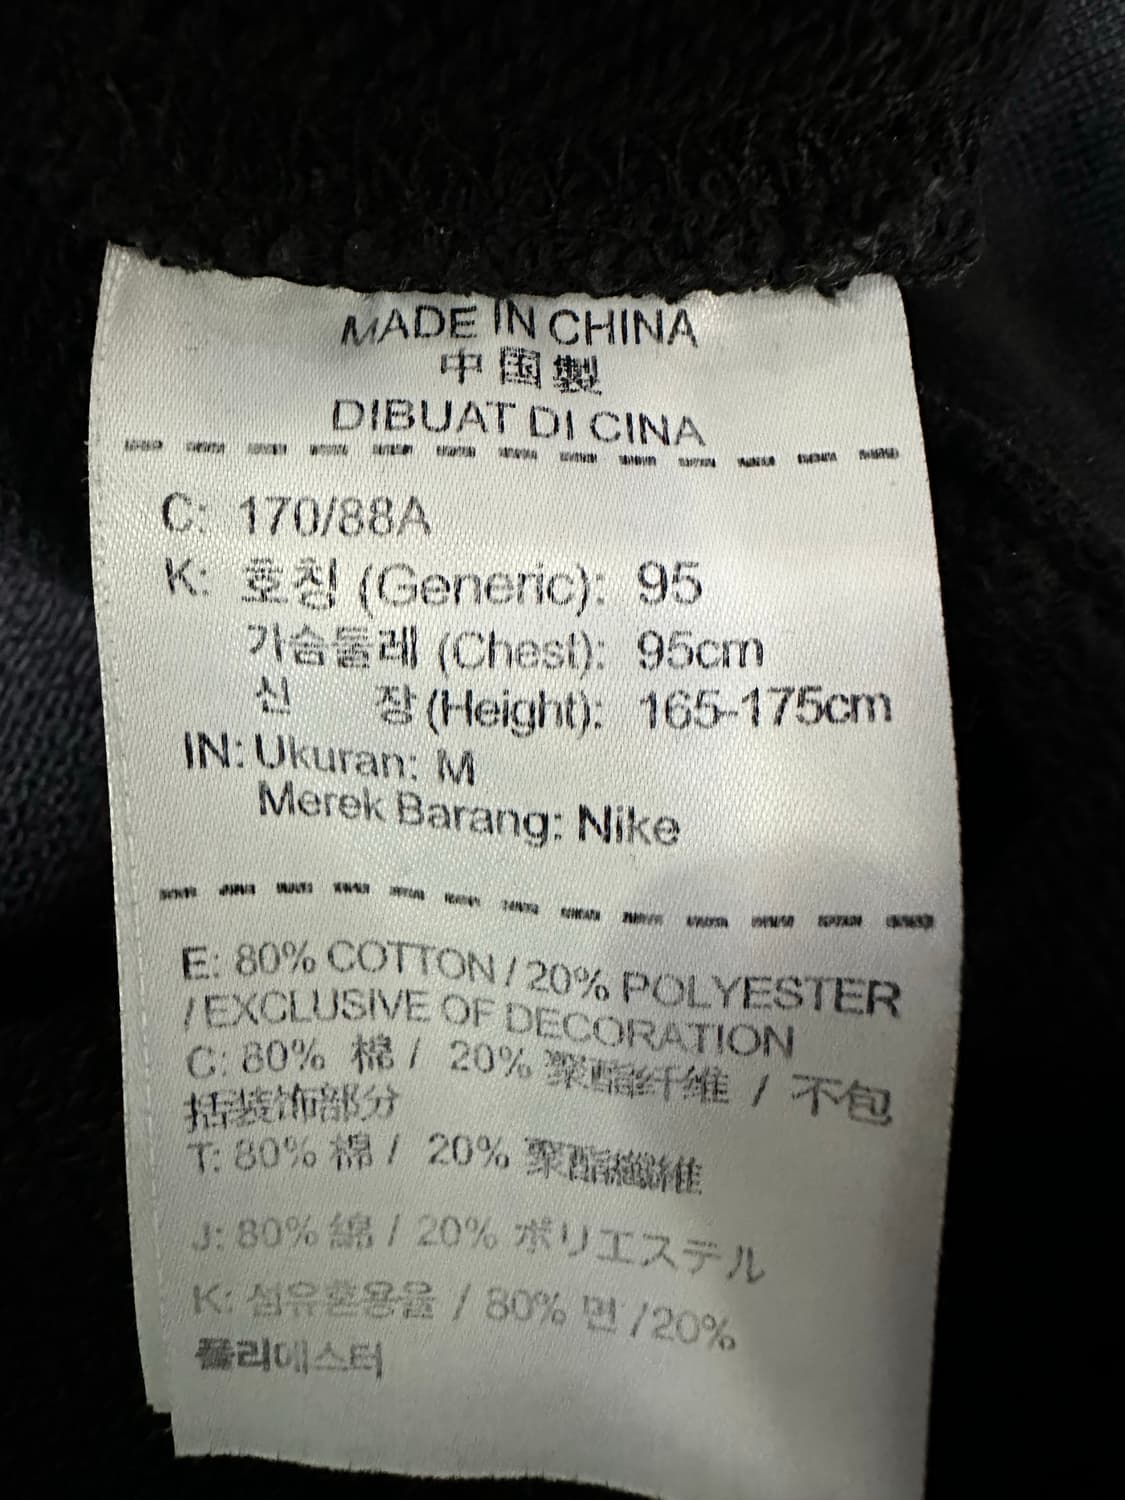 MADE IN CHINA
中国製
DIBUAT DI CINA
C: 170/88A
K: 호칭 (Generic): 95
가슴둘레 (Chest): 95cm
신 장 (Height): 165-175cm
IN: Ukuran: M
Merek Barang: Nike
E: 80% COTTON / 20% POLYESTER
/ EXCLUSIVE OF DECORATION
C: 80% 棉 / 20% 聚酯纤维 / 不包
括装饰部分
T: 80% 棉 / 20% 聚酯纖維
J: 80% 綿 / 20% ポリエステル
K: 섬유혼용율 / 80% 면 / 20%
폴리에스터